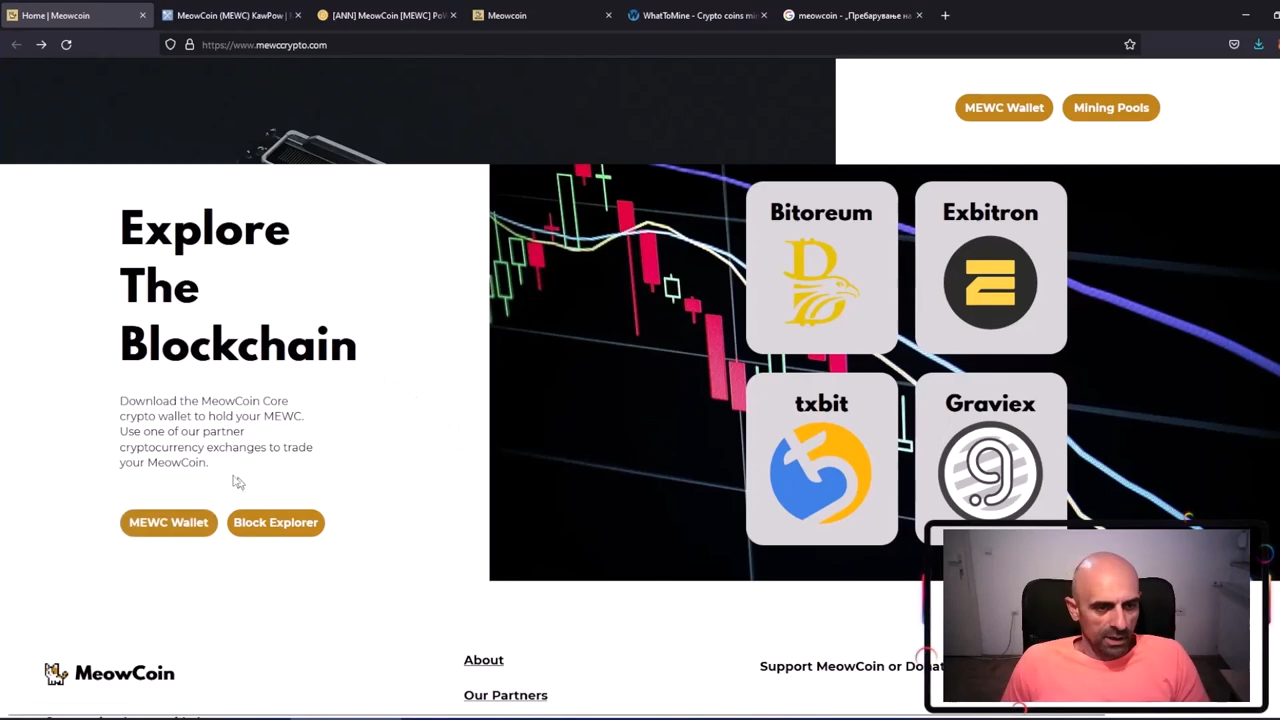 Home | Meowcoin
MeowCoin (MEWC) KawPow |
[ANN] MeowCoin [MEWC] P
Meowcoin
WhatToMine - Crypto coins mi
meowcoin - „Пребарување на
https://www.mewccrypto.com
MEWC Wallet
Mining Pools
Explore
The
Blockchain
Download the MeowCoin Core
crypto wallet to hold your MEWC.
Use one of our partner
cryptocurrency exchanges to trade
your MeowCoin.
MEWC Wallet
Block Explorer
Bitoreum
Exbitron
txbit
Graviex
MeowCoin
About
Our Partners
Support MeowCoin or Donat